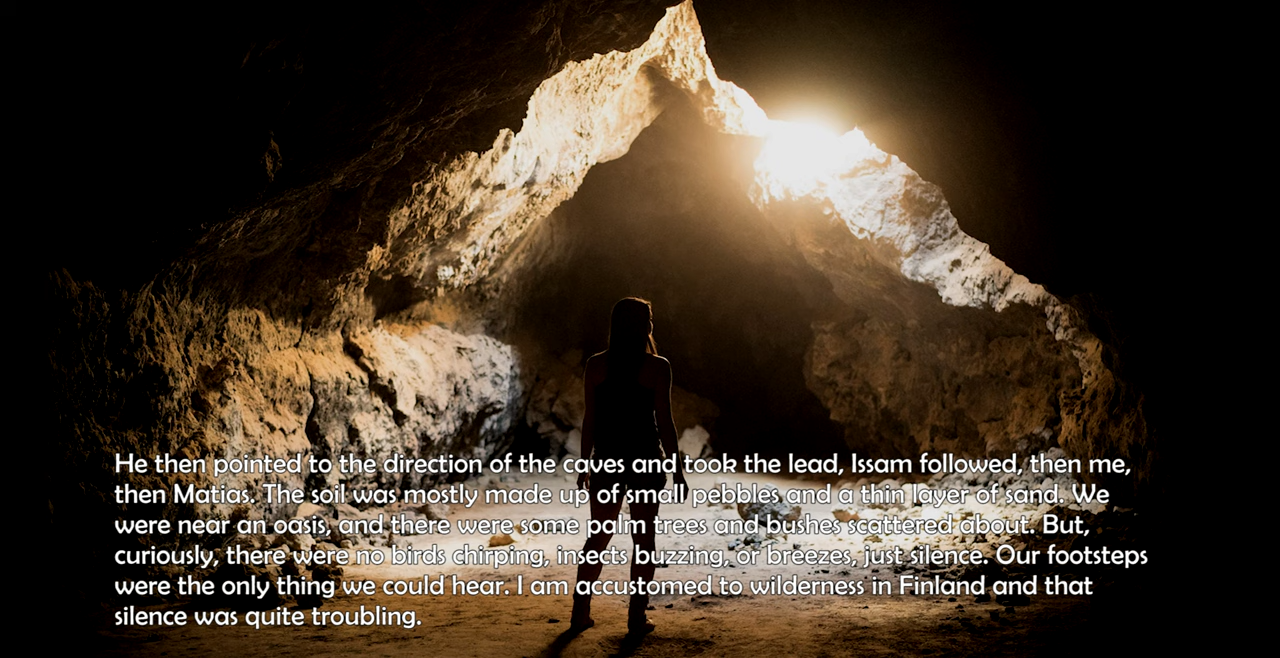 He then pointed to the direction of the caves and took the lead, Issam followed, then me,
then Matias. The soil was mostly made up of small pebbles and a thin layer of sand. We
were near an oasis, and there were some palm trees and bushes scattered about. But,
curiously, there were no birds chirping, insects buzzing, or breezes, just silence. Our footsteps
were the only thing we could hear. I am accustomed to wilderness in Finland and that
silence was quite troubling.